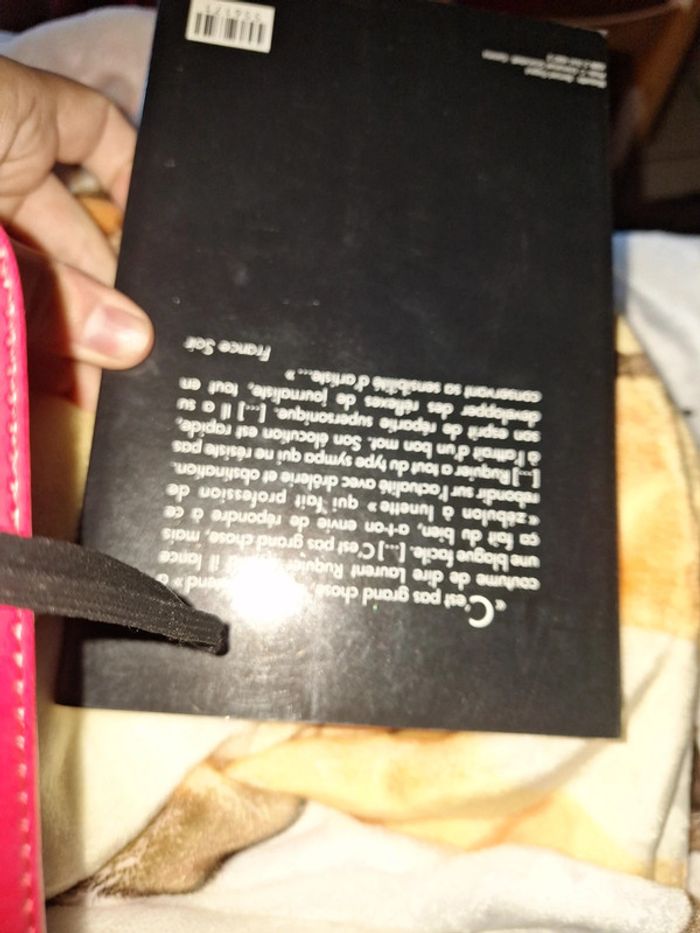 « C'est pas grand chose
coutume de dire Laurent Ruquier il lance
une blague facile. [...] C'est pas grand chose, mais
ça fait du bien, a-t-on envie de répondre à ce
« zébulon à lunette » qui fait profession de
rebondir sur l'actualité avec drôlerie et obstination.
[...] Ruquier a tout du type sympa qui ne résiste pas
à l'attrait d'un bon mot. Son élocution est rapide,
son esprit de répartie supersonique. [...] Il a su
développer des réflexes de journaliste, tout en
conservant sa sensibilité d'artiste... »
France Soir